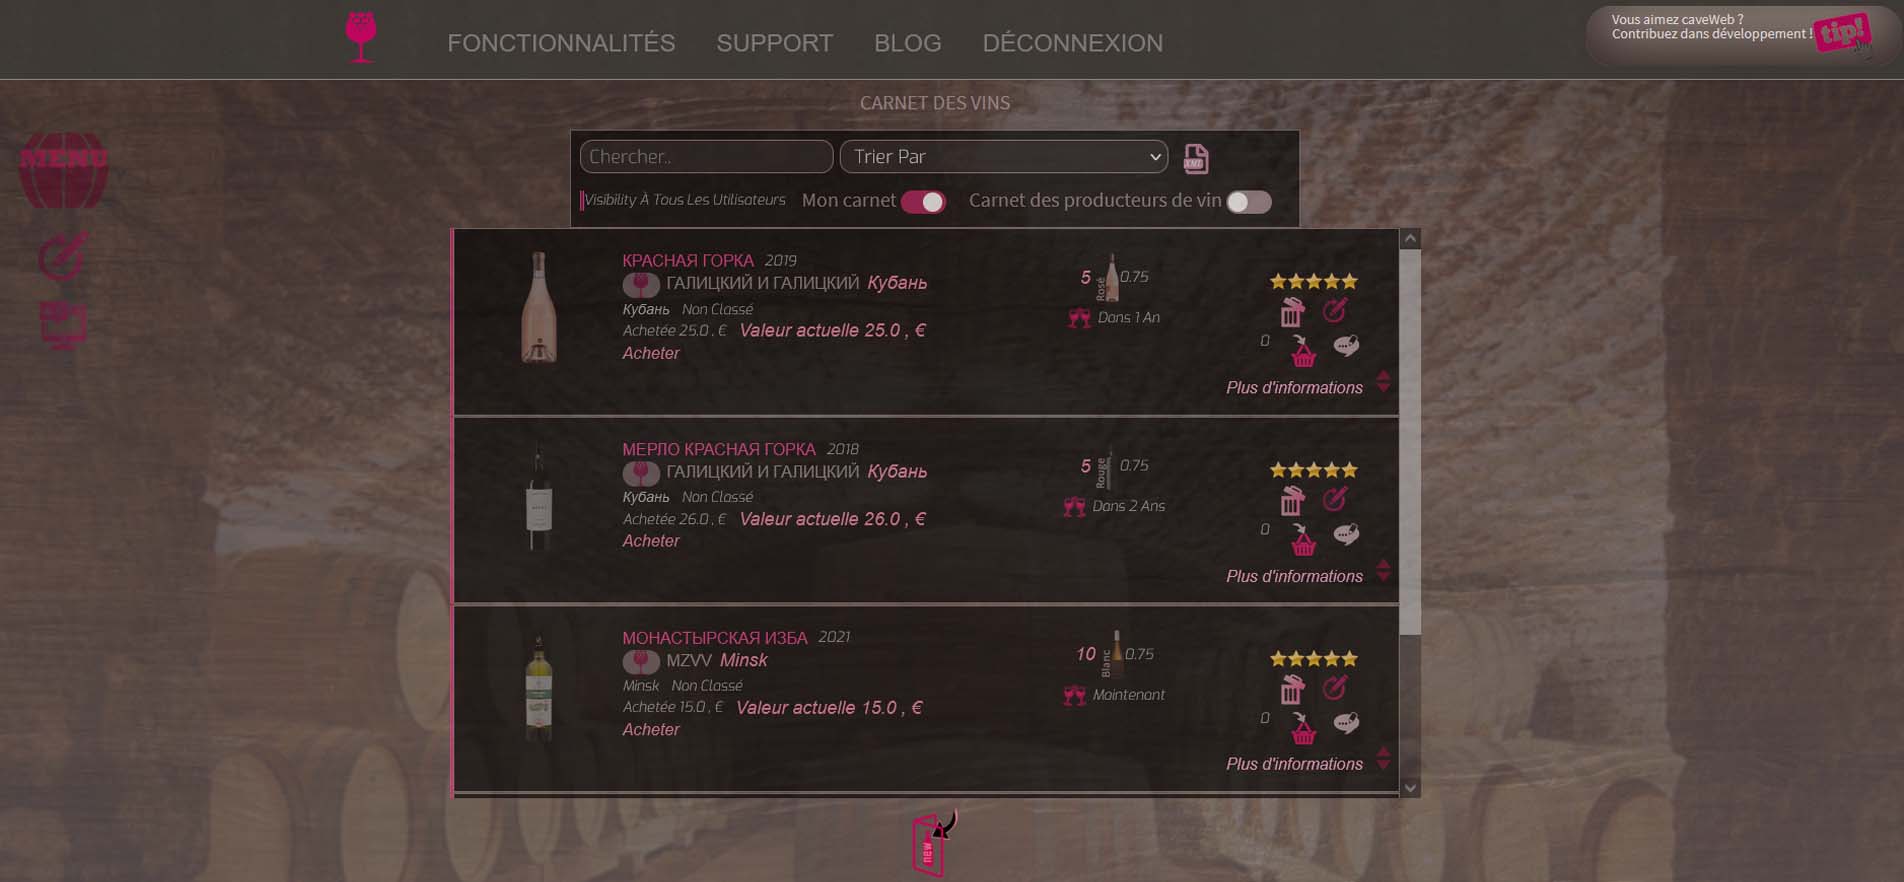 FONCTIONNALITÉS SUPPORT BLOG DÉCONNEXION
Vous aimez caveWeb ?
Contribuez dans développement !
tip!
CARNET DES VINS
MENU
Chercher..
Trier Par
XML
Visibility À Tous Les Utilisateurs
Mon carnet
Carnet des producteurs de vin
КРАСНАЯ ГОРКА 2019
ГАЛИЦКИЙ И ГАЛИЦКИЙ Кубань
Кубань Non Classé
Achetée 25.0 , € Valeur actuelle 25.0 , €
Acheter
5 Rosé 0.75
Dans 1 An
0
Plus d'informations
МЕРЛО КРАСНАЯ ГОРКА 2018
ГАЛИЦКИЙ И ГАЛИЦКИЙ Кубань
Кубань Non Classé
Achetée 26.0 , € Valeur actuelle 26.0 , €
Acheter
5 Rouge 0.75
Dans 2 Ans
0
Plus d'informations
МОНАСТЫРСКАЯ ИЗБА 2021
MZVV Minsk
Minsk Non Classé
Achetée 15.0 , € Valeur actuelle 15.0 , €
Acheter
10 Blanc 0.75
Maintenant
0
Plus d'informations
new